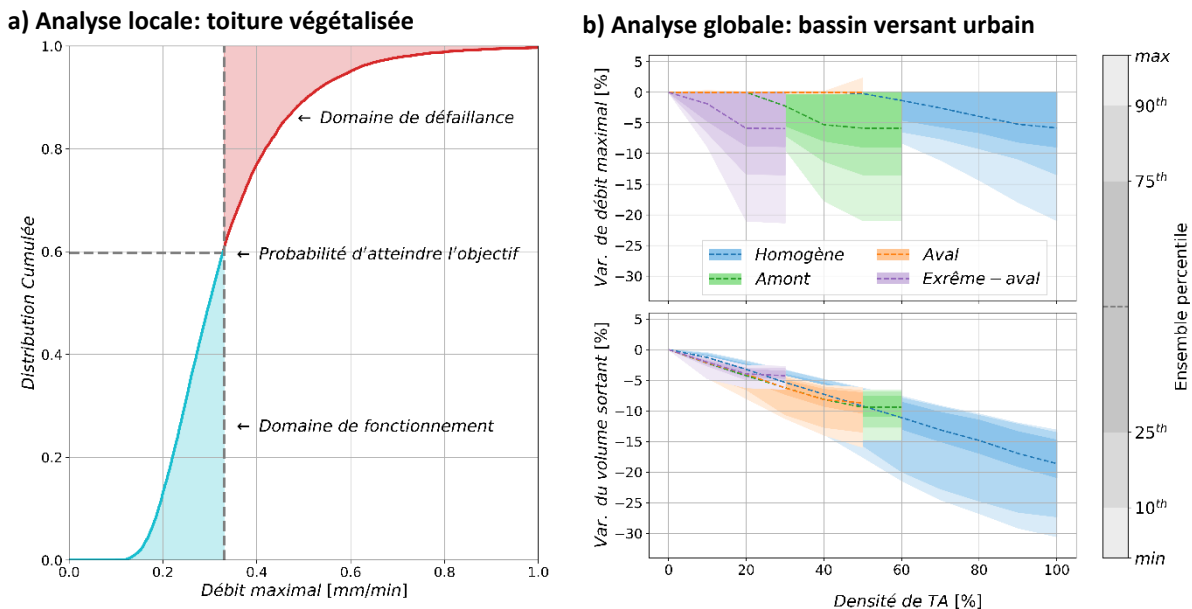 a) Analyse locale: toiture végétalisée
1.0
0.8
0.6
0.4
0.2
0.0
Distribution Cumulée
← Domaine de défaillance
← Probabilité d'atteindre l'objectif
← Domaine de fonctionnement
0.0 0.2 0.4 0.6 0.8 1.0
Débit maximal [mm/min]
b) Analyse globale: bassin versant urbain
5
0
−5
−10
−15
−20
−25
−30
Var. de débit maximal [%]
Homogène
Amont
Aval
Exrême − aval
5
0
−5
−10
−15
−20
−25
−30
Var. du volume sortant [%]
0 20 40 60 80 100
Densité de TA [%]
max
90th
75th
25th
10th
min
Ensemble percentile